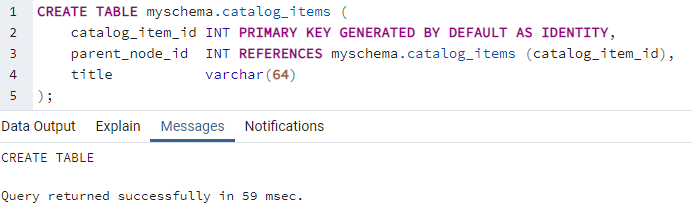 1 CREATE TABLE myschema.catalog_items (
2 catalog_item_id INT PRIMARY KEY GENERATED BY DEFAULT AS IDENTITY,
3 parent_node_id INT REFERENCES myschema.catalog_items (catalog_item_id),
4 title varchar(64)
5 );
Data Output Explain Messages Notifications
CREATE TABLE
Query returned successfully in 59 msec.